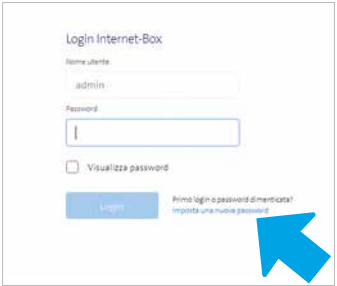 Login Internet-Box
Nome utente
admin
Password
Visualizza password
Login
Primo login o password dimenticata?
Imposta una nuova password